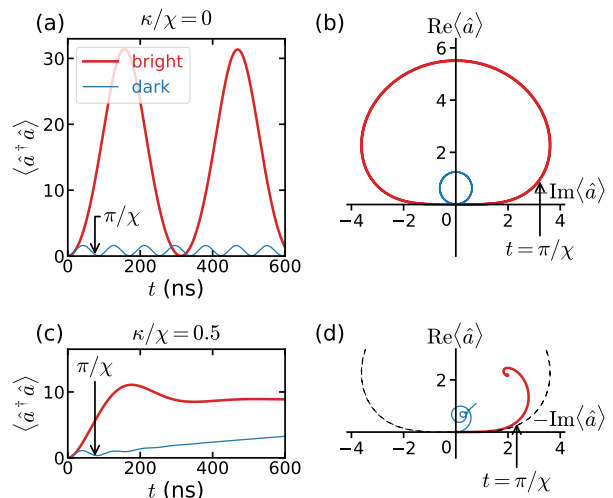 (a)
κ/χ = 0
30
20
10
0
⟨â†â⟩
bright
dark
π/χ
0 200 400 600
t (ns)
(b)
Re⟨â⟩
6
4
2
−4 −2 0 2 4
−Im⟨â⟩
t = π/χ
(c)
κ/χ = 0.5
π/χ
10
0
⟨â†â⟩
0 200 400 600
t (ns)
(d)
Re⟨â⟩
2
−4 −2 0 2 4
−Im⟨â⟩
t = π/χ